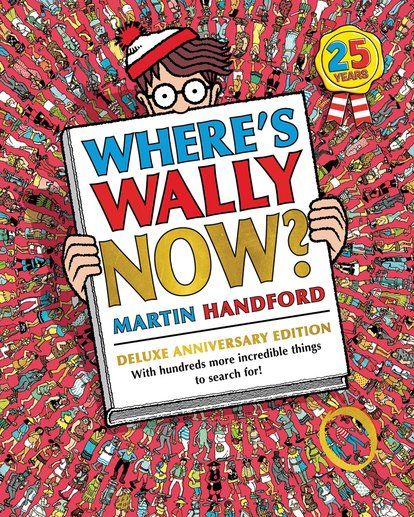 25
YEARS
WHERE'S
WALLY
NOW?
MARTIN HANDFORD
DELUXE ANNIVERSARY EDITION
With hundreds more incredible things
to search for!